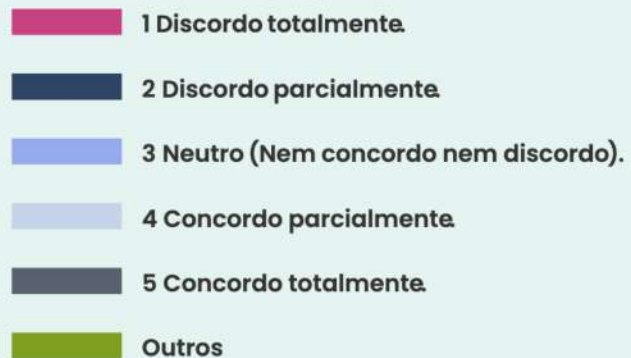 1 Discordo totalmente.
2 Discordo parcialmente.
3 Neutro (Nem concordo nem discordo).
4 Concordo parcialmente.
5 Concordo totalmente.
Outros